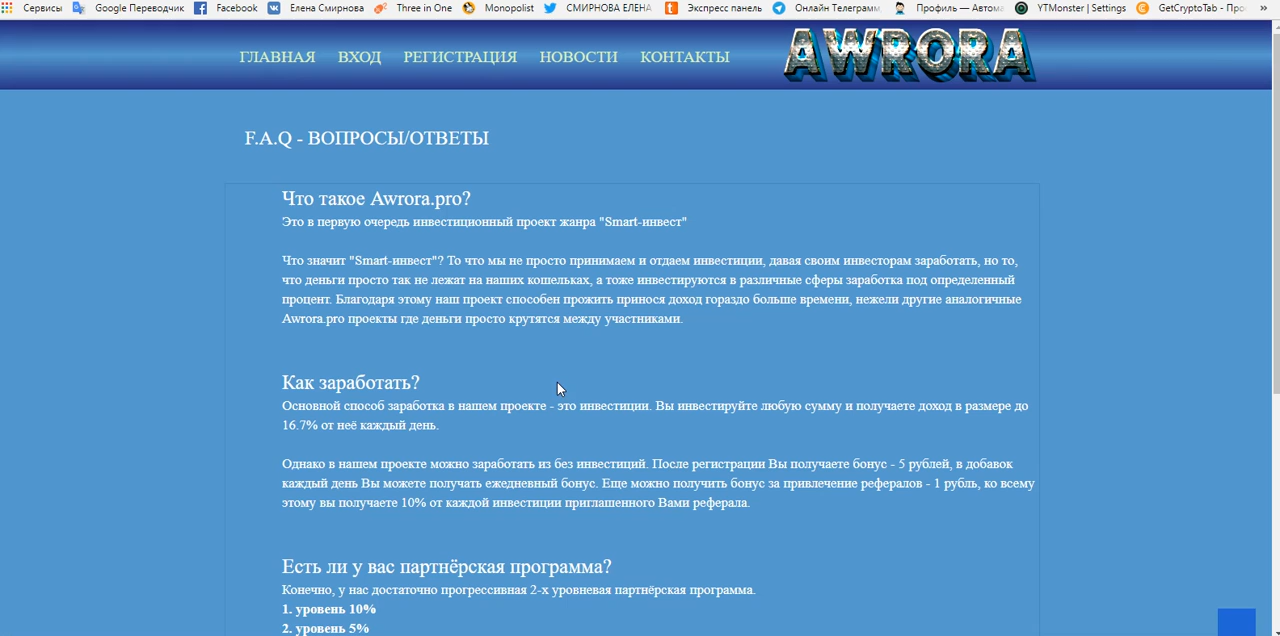 Сервисы Google Переводчик Facebook Елена Смирнова Three in One Monopolist СМИРНОВА ЕЛЕНА Экспресс панель Онлайн Телеграмм Профиль — Автома YTMonster | Settings GetCryptoTab - Про »
ГЛАВНАЯ ВХОД РЕГИСТРАЦИЯ НОВОСТИ КОНТАКТЫ AWRORA
F.A.Q - ВОПРОСЫ/ОТВЕТЫ
Что такое Awrora.pro?
Это в первую очередь инвестиционный проект жанра "Smart-инвест"
Что значит "Smart-инвест"? То что мы не просто принимаем и отдаем инвестиции, давая своим инвесторам заработать, но то,
что деньги просто так не лежат на наших кошельках, а тоже инвестируются в различные сферы заработка под определенный
процент. Благодаря этому наш проект способен прожить принося доход гораздо больше времени, нежели другие аналогичные
Awrora.pro проекты где деньги просто крутятся между участниками.
Как заработать?
Основной способ заработка в нашем проекте - это инвестиции. Вы инвестируйте любую сумму и получаете доход в размере до
16.7% от неё каждый день.
Однако в нашем проекте можно заработать из без инвестиций. После регистрации Вы получаете бонус - 5 рублей, в добавок
каждый день Вы можете получать ежедневный бонус. Еще можно получить бонус за привлечение рефералов - 1 рубль, ко всему
этому вы получаете 10% от каждой инвестиции приглашенного Вами реферала.
Есть ли у вас партнёрская программа?
Конечно, у нас достаточно прогрессивная 2-х уровневая партнёрская программа.
1. уровень 10%
2. уровень 5%